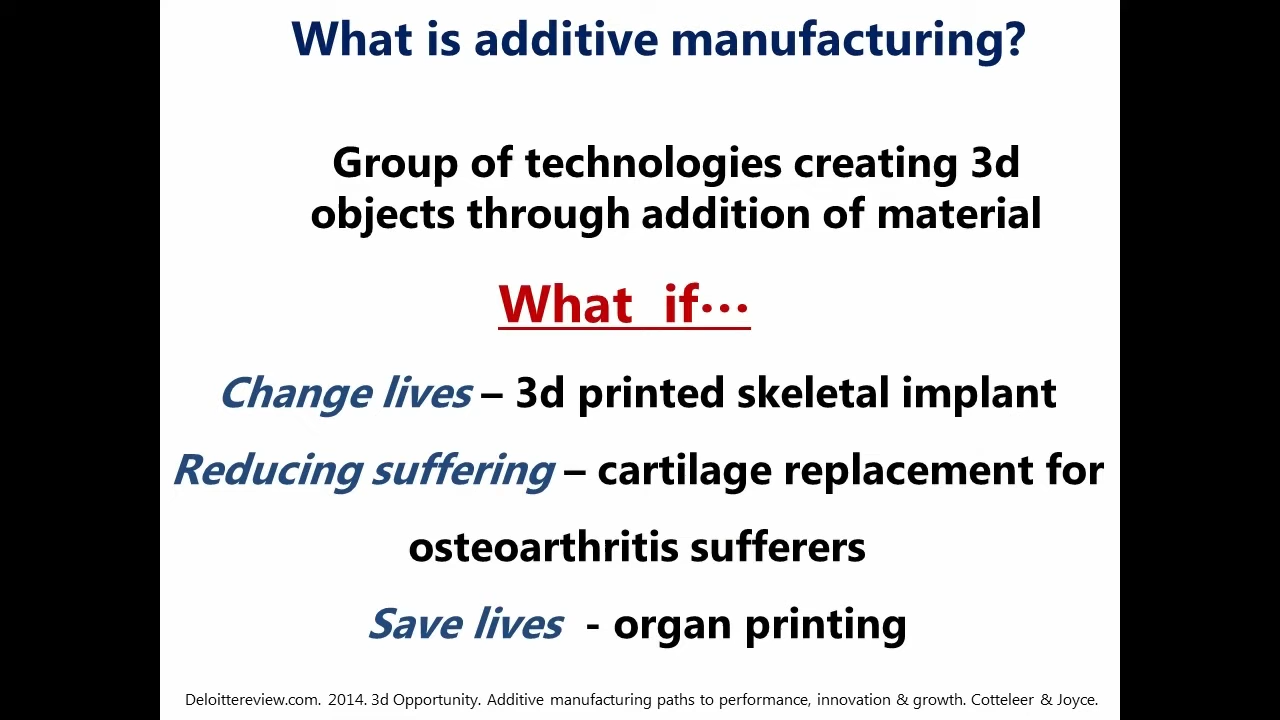 What is additive manufacturing?
Group of technologies creating 3d
objects through addition of material
What  if…
Change lives – 3d printed skeletal implant
Reducing suffering – cartilage replacement for
osteoarthritis sufferers
Save lives  - organ printing
Deloittereview.com. 2014. 3d Opportunity. Additive manufacturing paths to performance, innovation & growth. Cotteleer & Joyce.